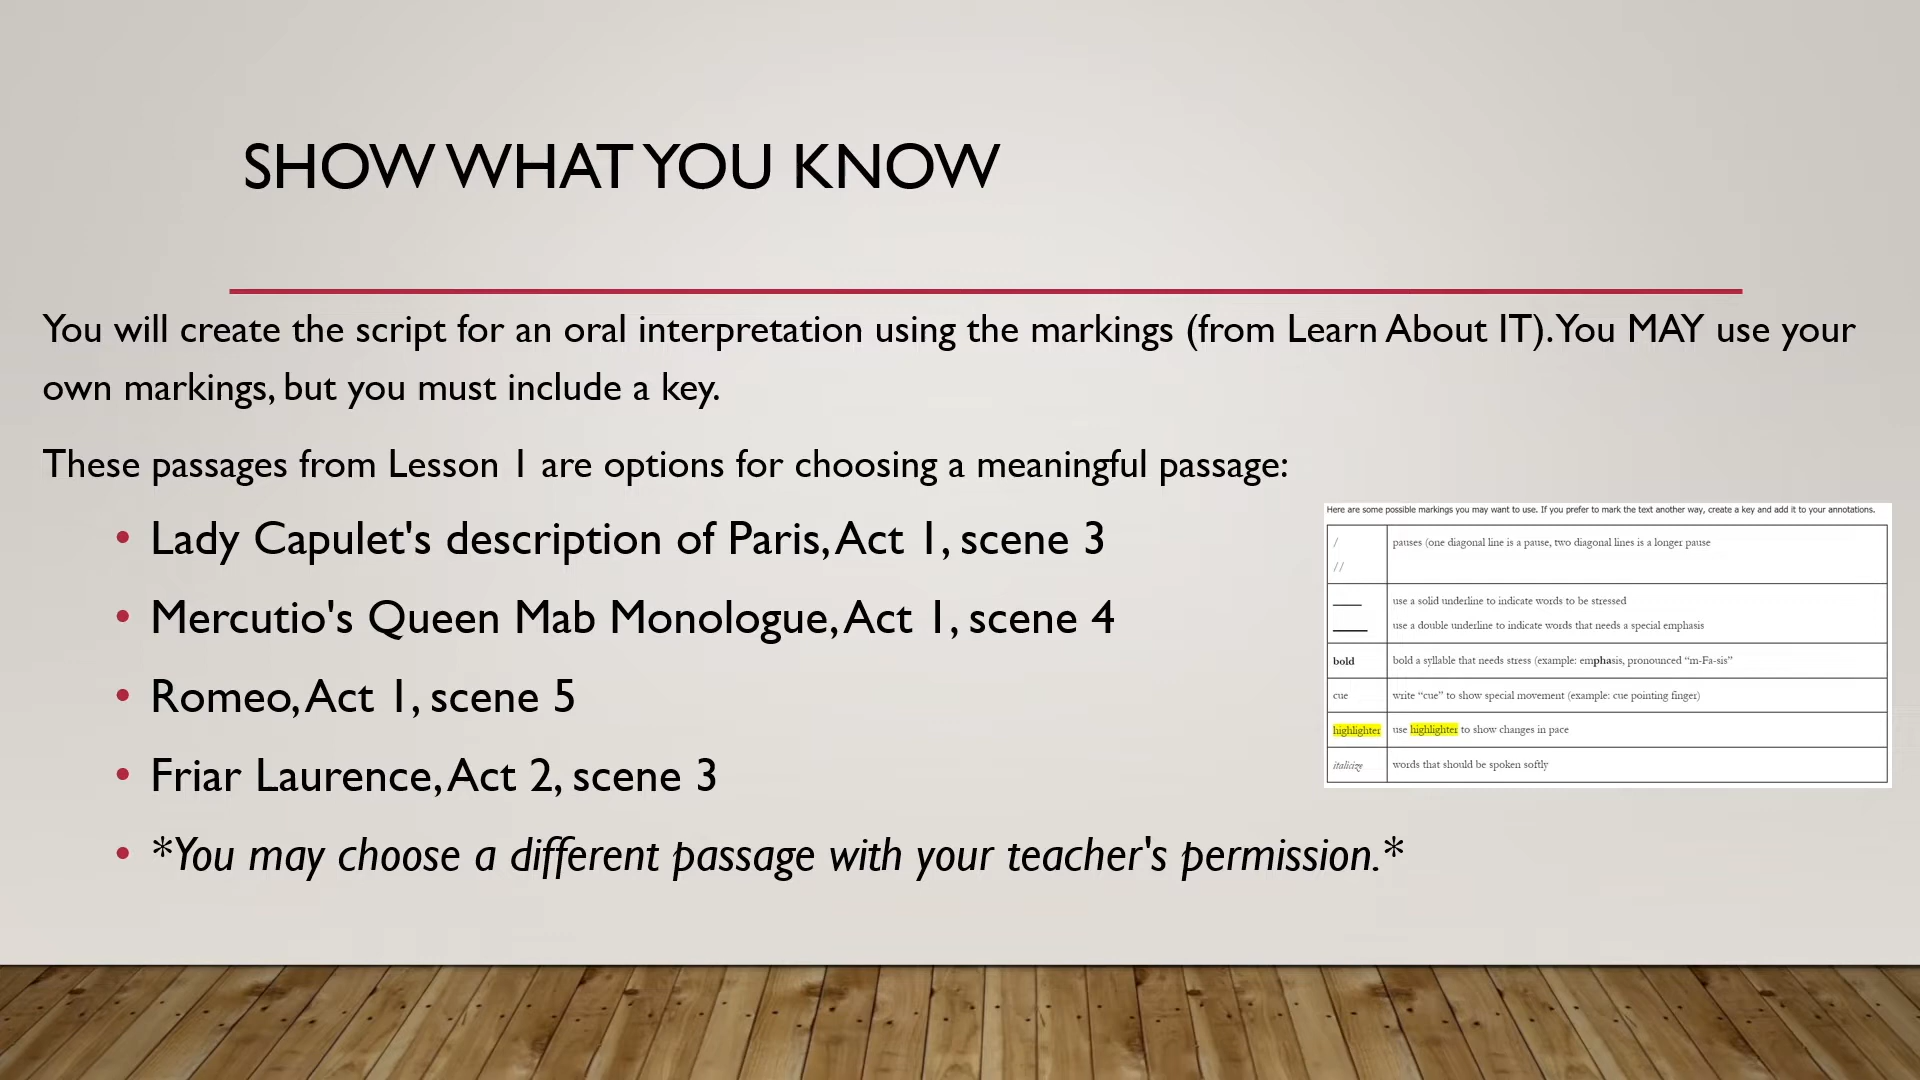 SHOW WHAT YOU KNOW
You will create the script for an oral interpretation using the markings (from Learn About IT). You MAY use your
own markings, but you must include a key.
These passages from Lesson 1 are options for choosing a meaningful passage:
• Lady Capulet's description of Paris, Act 1, scene 3
• Mercutio's Queen Mab Monologue, Act 1, scene 4
• Romeo, Act 1, scene 5
• Friar Laurence, Act 2, scene 3
• *You may choose a different passage with your teacher's permission.*
Here are some possible markings you may want to use. If you prefer to mark the text another way, create a key and add it to your annotations.
/ pauses (one diagonal line is a pause, two diagonal lines is a longer pause
//
use a solid underline to indicate words to be stressed
use a double underline to indicate words that needs a special emphasis
bold bold a syllable that needs stress (example: emphasis, pronounced “m-Fa-sis”
cue write “cue” to show special movement (example: cue pointing finger)
highlighter use highlighter to show changes in pace
italicize words that should be spoken softly